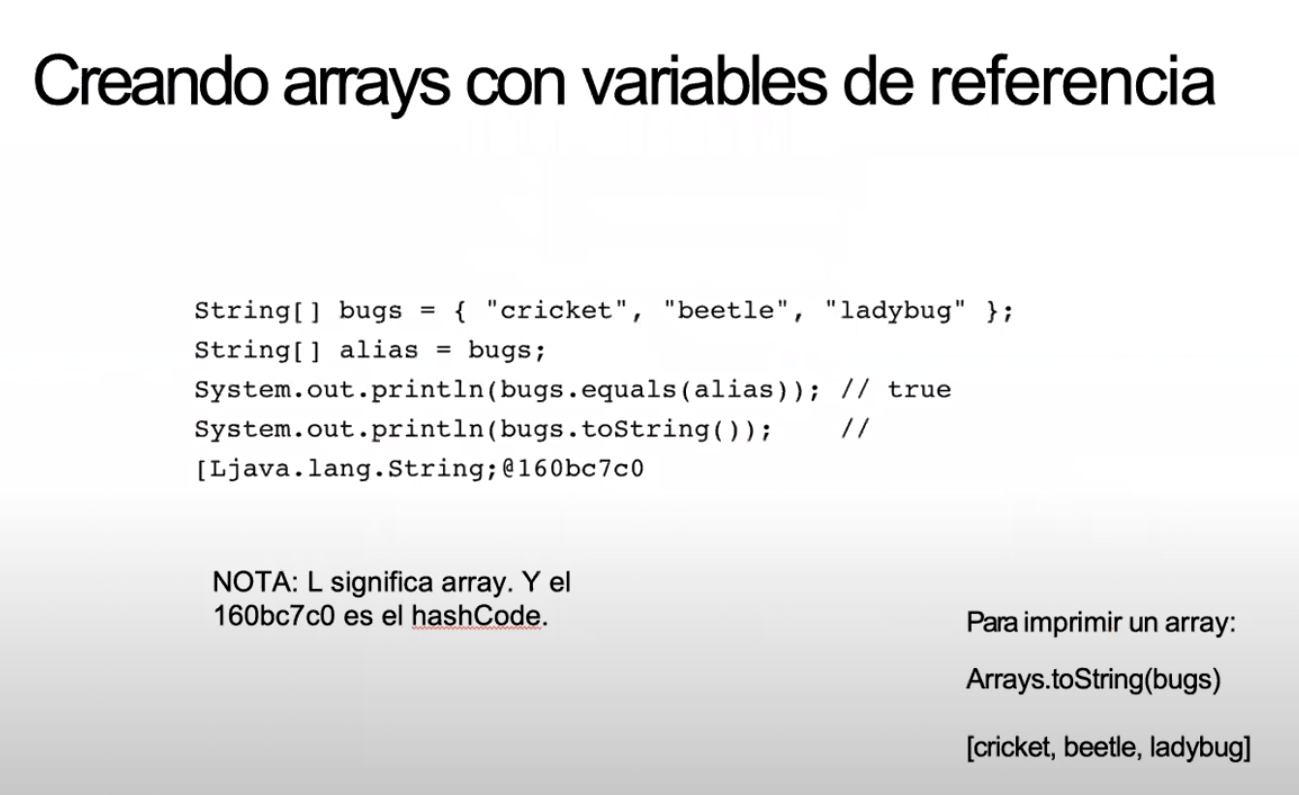 Creando arrays con variables de referencia
String[] bugs = { "cricket", "beetle", "ladybug" };
String[] alias = bugs;
System.out.println(bugs.equals(alias)); // true
System.out.println(bugs.toString());    //
[Ljava.lang.String;@160bc7c0
NOTA: L significa array. Y el
160bc7c0 es el hashCode.
Para imprimir un array:
Arrays.toString(bugs)
[cricket, beetle, ladybug]